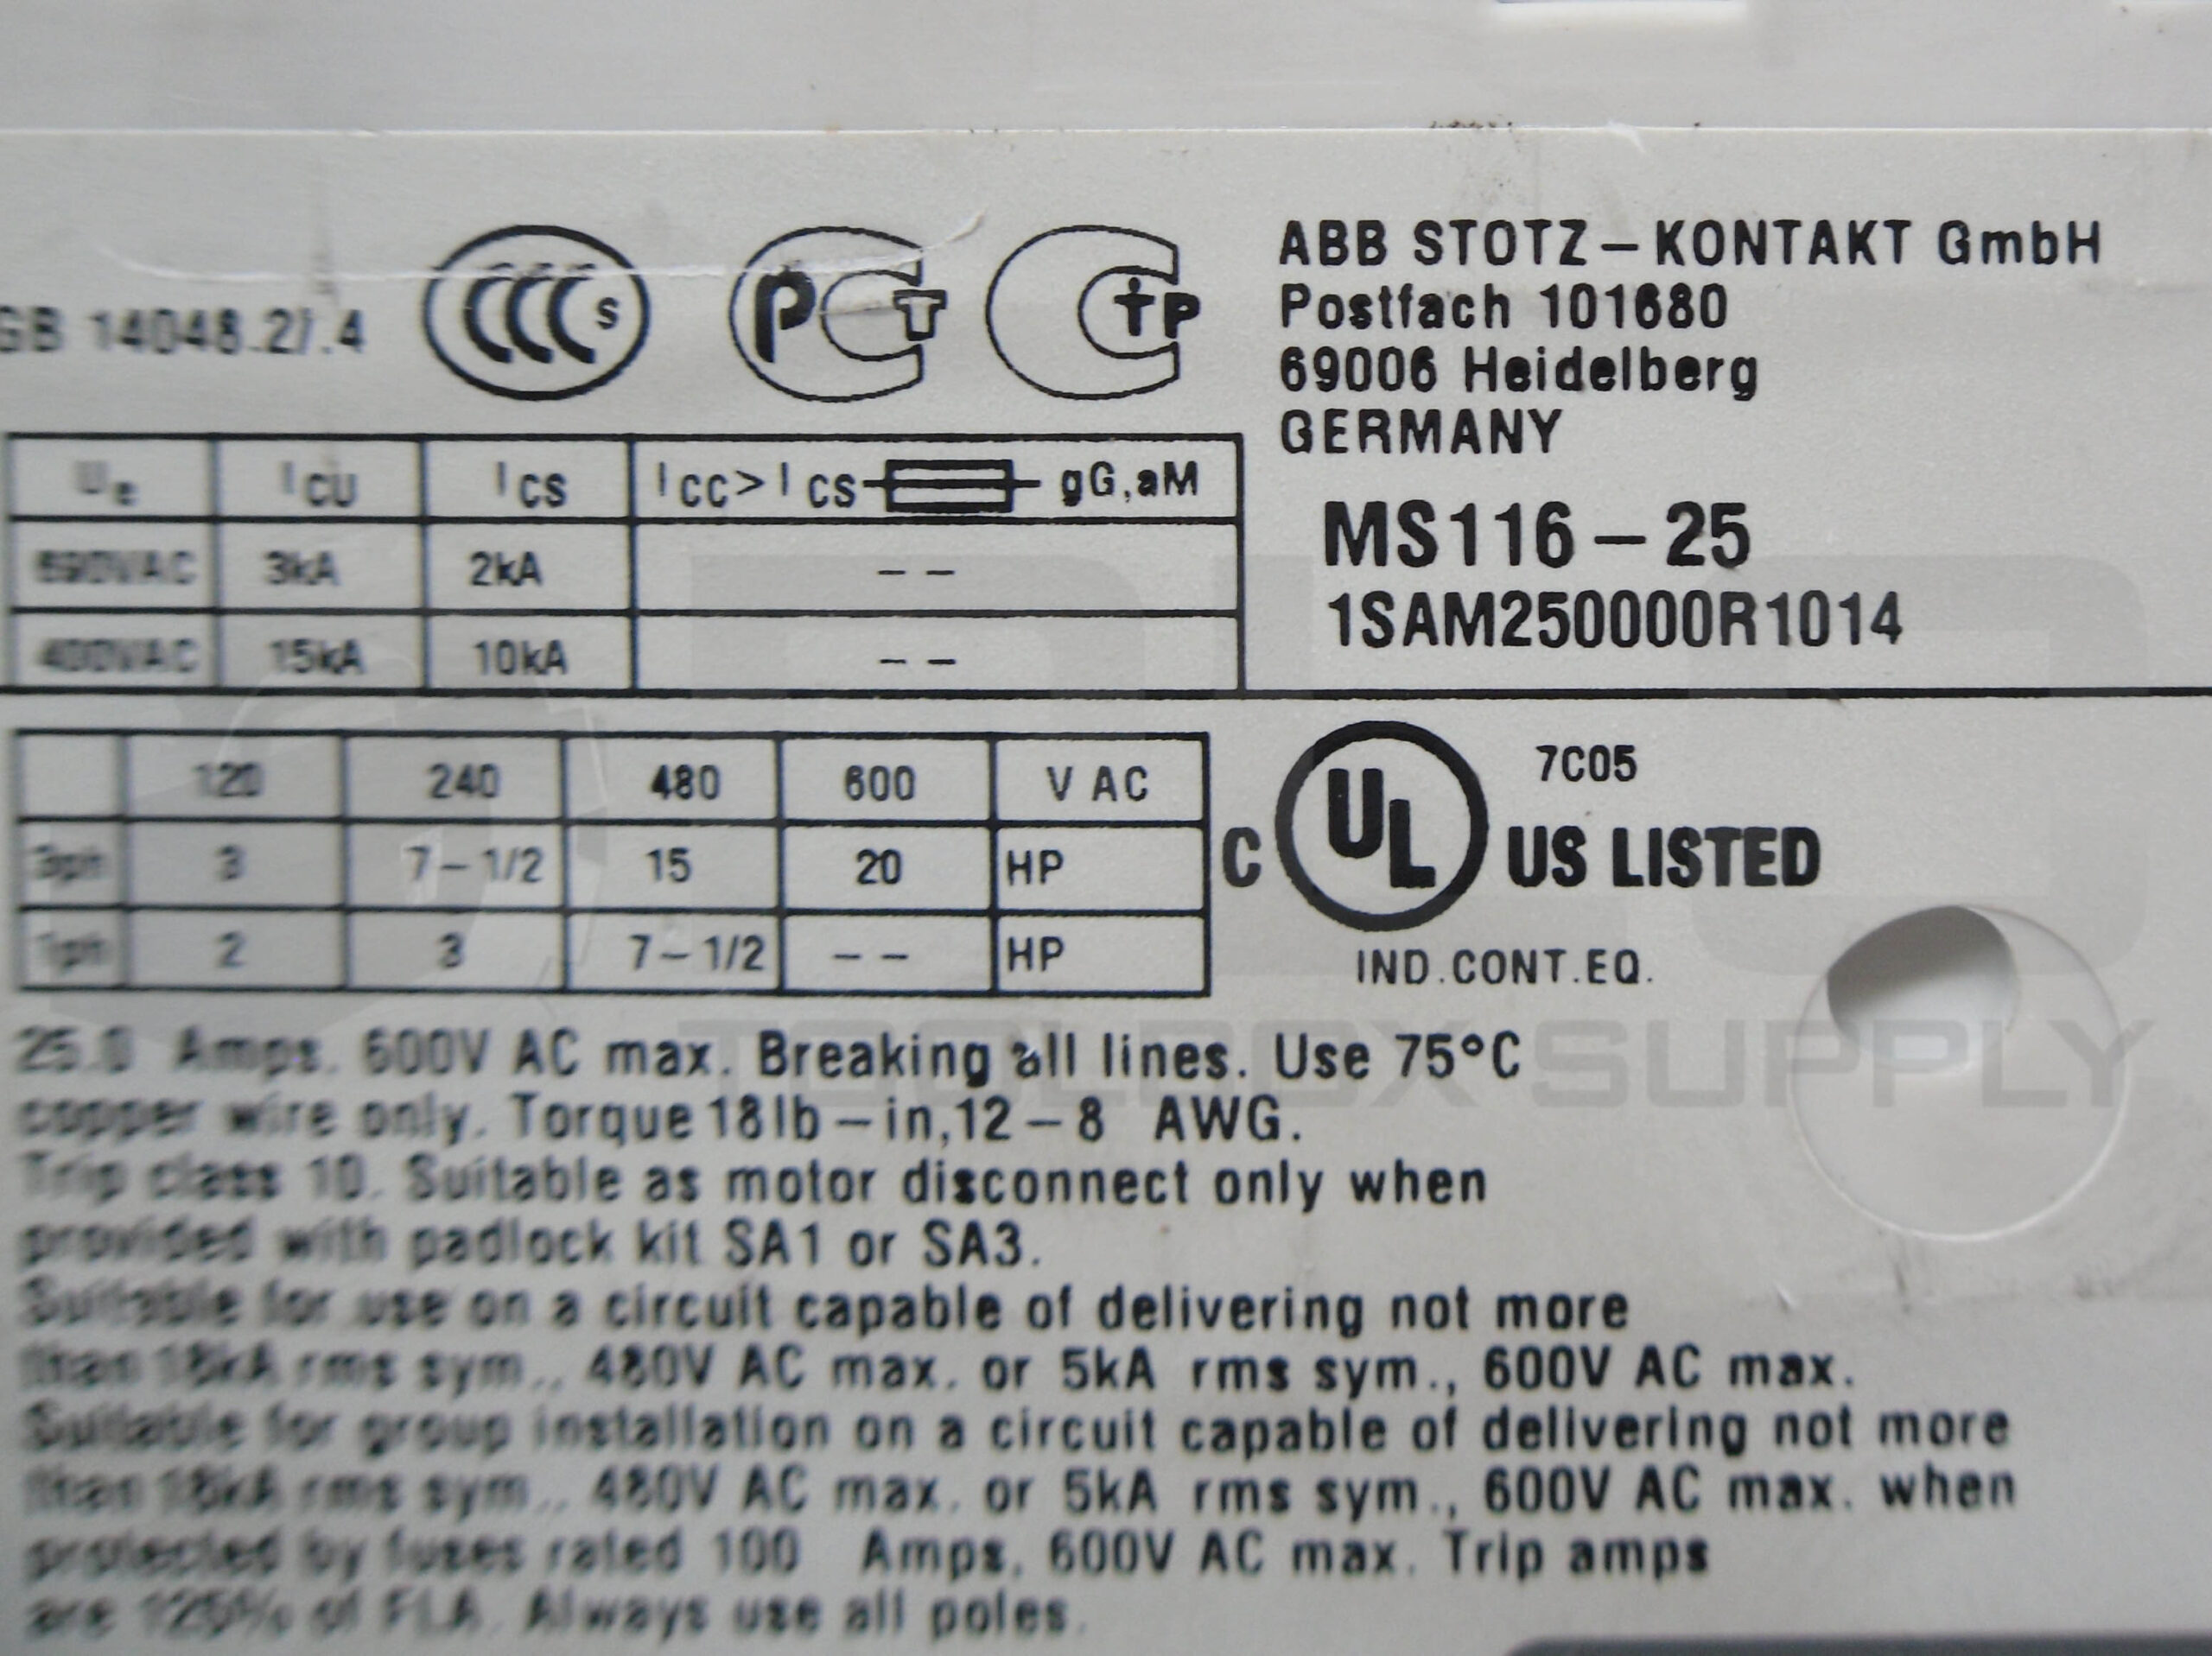 GB 14048.2/.4
CCC S
PCT
CTP
ABB STOTZ – KONTAKT GmbH
Postfach 101680
69006 Heidelberg
GERMANY
MS116 – 25
1SAM250000R1014
Ue ICU ICS ICC > ICS gG,aM
690VAC 3kA 2kA – –
400VAC 15kA 10kA – –
120 240 480 600 V AC
3ph 3 7 – 1/2 15 20 HP
1ph 2 3 7 – 1/2 – – HP
7C05
C UL US LISTED
IND.CONT.EQ.
25.0 Amps. 600V AC max. Breaking all lines. Use 75°C
copper wire only. Torque 18 lb – in,12 – 8 AWG.
Trip class 10. Suitable as motor disconnect only when
provided with padlock kit SA1 or SA3.
Suitable for use on a circuit capable of delivering not more
than 18kA rms sym., 480V AC max. or 5kA rms sym., 600V AC max.
Suitable for group installation on a circuit capable of delivering not more
than 18kA rms sym., 480V AC max. or 5kA rms sym., 600V AC max. when
protected by fuses rated 100 Amps, 600V AC max. Trip amps
are 125% of FLA. Always use all poles.
TOOLBOX SUPPLY